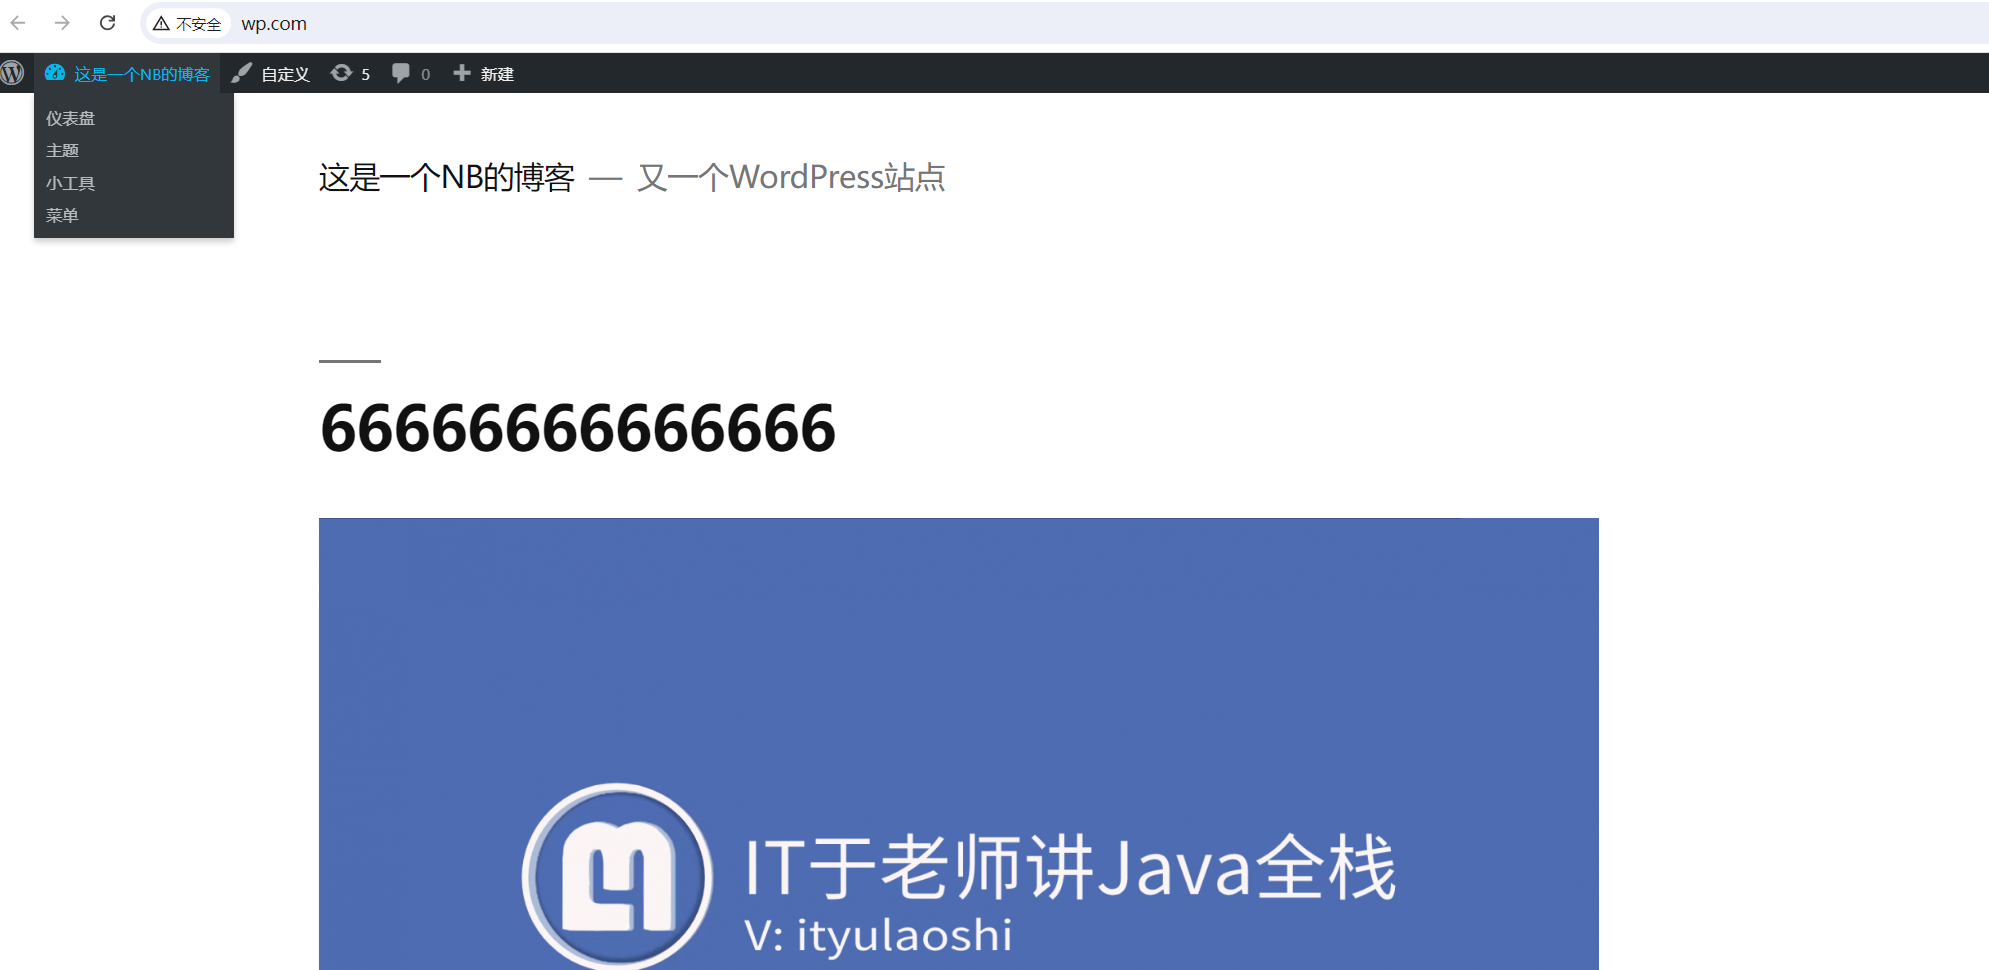 不安全 wp.com
这是一个NB的博客 自定义 5 0 新建
仪表盘
主题
小工具
菜单
这是一个NB的博客 — 又一个WordPress站点
66666666666666
IT于老师讲Java全栈
V: ityulaoshi